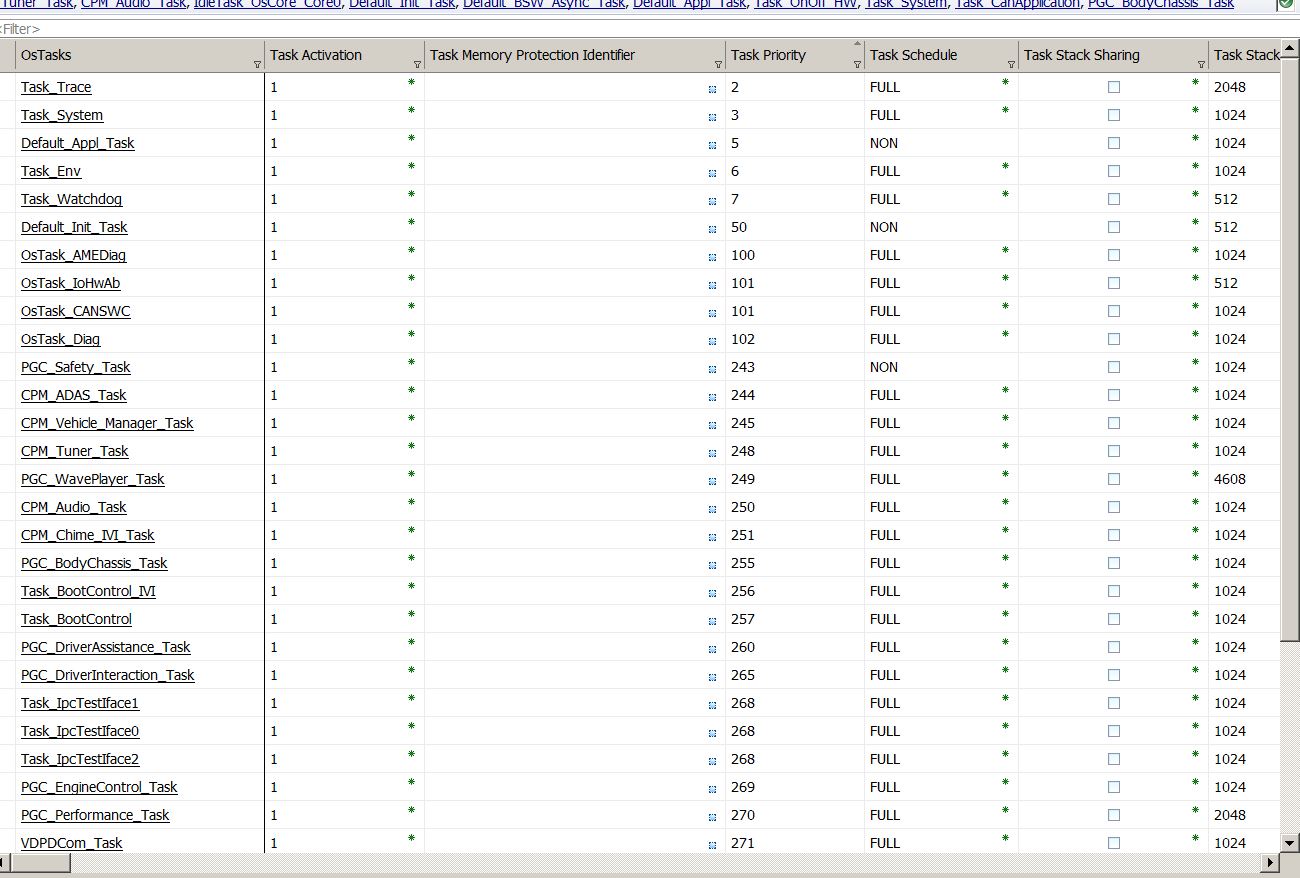 Tuner_Task, CPM_Audio_Task, IdleTask_OsCore_Core0, Default_Init_Task, Default_BSW_Async_Task, Default_Appl_Task, Task_OnOff_HW, Task_System, Task_CanApplication, PGC_BodyChassis_Task
<Filter>
OsTasks Task Activation Task Memory Protection Identifier Task Priority Task Schedule Task Stack Sharing Task Stack
Task_Trace 1 * 2 FULL * * 2048
Task_System 1 * 3 FULL * * 1024
Default_Appl_Task 1 * 5 NON * 1024
Task_Env 1 * 6 FULL * * 1024
Task_Watchdog 1 * 7 FULL * * 512
Default_Init_Task 1 * 50 NON * 512
OsTask_AMEDiag 1 * 100 FULL * * 1024
OsTask_IoHwAb 1 * 101 FULL * * 512
OsTask_CANSWC 1 * 101 FULL * * 1024
OsTask_Diag 1 * 102 FULL * * 1024
PGC_Safety_Task 1 * 243 NON * 1024
CPM_ADAS_Task 1 * 244 FULL * * 1024
CPM_Vehicle_Manager_Task 1 * 245 FULL * * 1024
CPM_Tuner_Task 1 * 248 FULL * * 1024
PGC_WavePlayer_Task 1 * 249 FULL * * 4608
CPM_Audio_Task 1 * 250 FULL * * 1024
CPM_Chime_IVI_Task 1 * 251 FULL * * 1024
PGC_BodyChassis_Task 1 * 255 FULL * * 1024
Task_BootControl_IVI 1 * 256 FULL * * 1024
Task_BootControl 1 * 257 FULL * * 1024
PGC_DriverAssistance_Task 1 * 260 FULL * * 1024
PGC_DriverInteraction_Task 1 * 265 FULL * * 1024
Task_IpcTestIface1 1 * 268 FULL * * 1024
Task_IpcTestIface0 1 * 268 FULL * * 1024
Task_IpcTestIface2 1 * 268 FULL * * 1024
PGC_EngineControl_Task 1 * 269 FULL * * 1024
PGC_Performance_Task 1 * 270 FULL * * 2048
VDPDCom_Task 1 * 271 FULL * * 1024